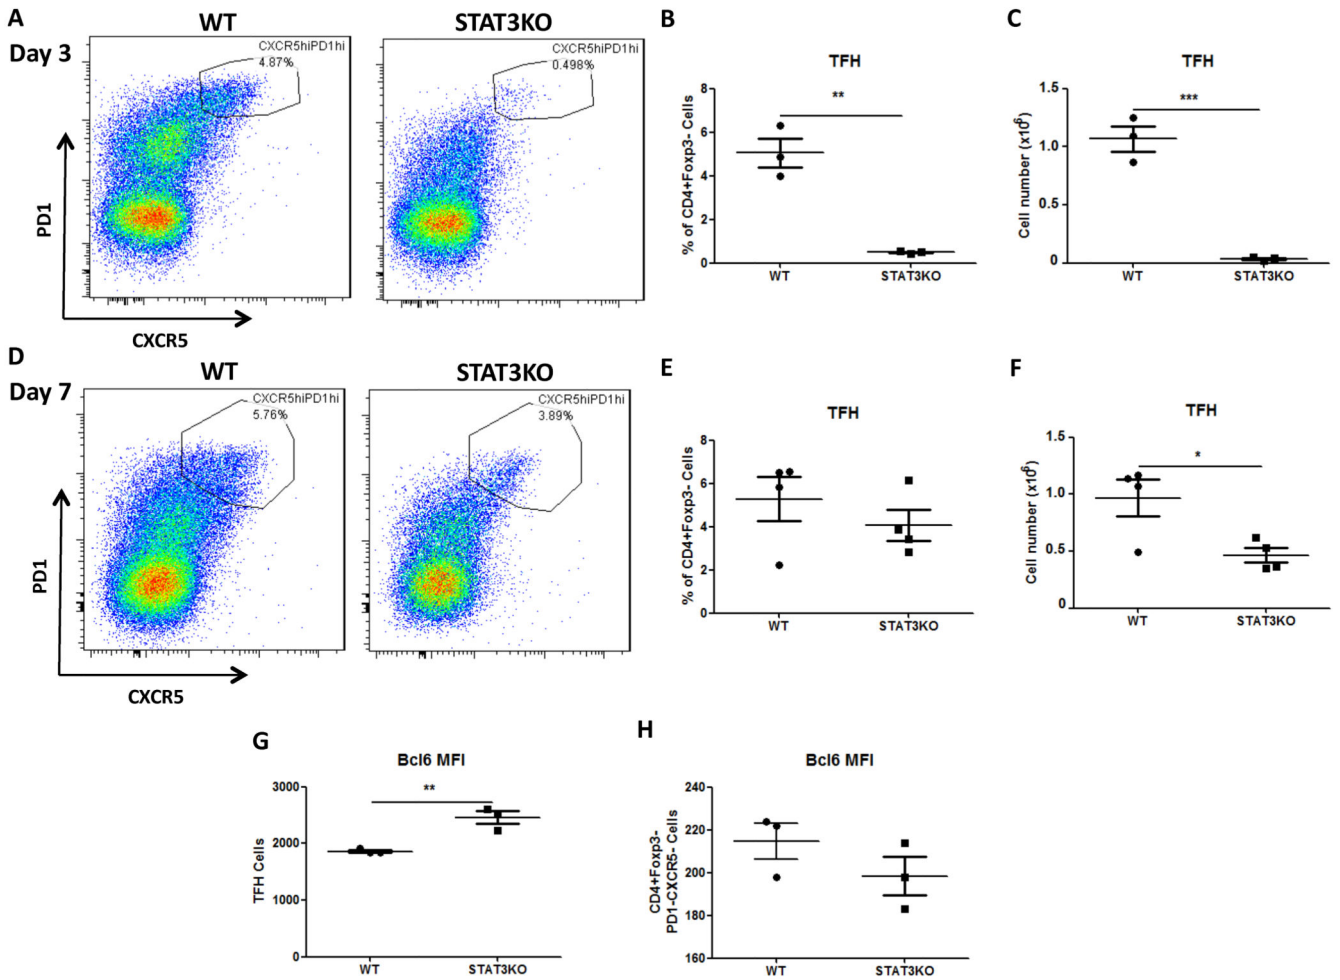 A
WT
STAT3KO
Day 3
CXCR5hiPD1hi
4.87%
CXCR5hiPD1hi
0.498%
PD1
CXCR5
B
TFH
**
% of CD4+Foxp3- Cells
8
6
4
2
0
WT
STAT3KO
C
TFH
***
Cell number (x10⁶)
1.5
1.0
0.5
0
WT
STAT3KO
D
WT
STAT3KO
Day 7
CXCR5hiPD1hi
5.76%
CXCR5hiPD1hi
3.89%
PD1
CXCR5
E
TFH
% of CD4+Foxp3- Cells
8
6
4
2
0
WT
STAT3KO
F
TFH
*
Cell number (x10⁶)
1.5
1.0
0.5
0
WT
STAT3KO
G
Bcl6 MFI
**
TFH Cells
3000
2000
1000
0
WT
STAT3KO
H
Bcl6 MFI
CD4+Foxp3-
PD1-CXCR5- Cells
240
220
200
180
160
WT
STAT3KO